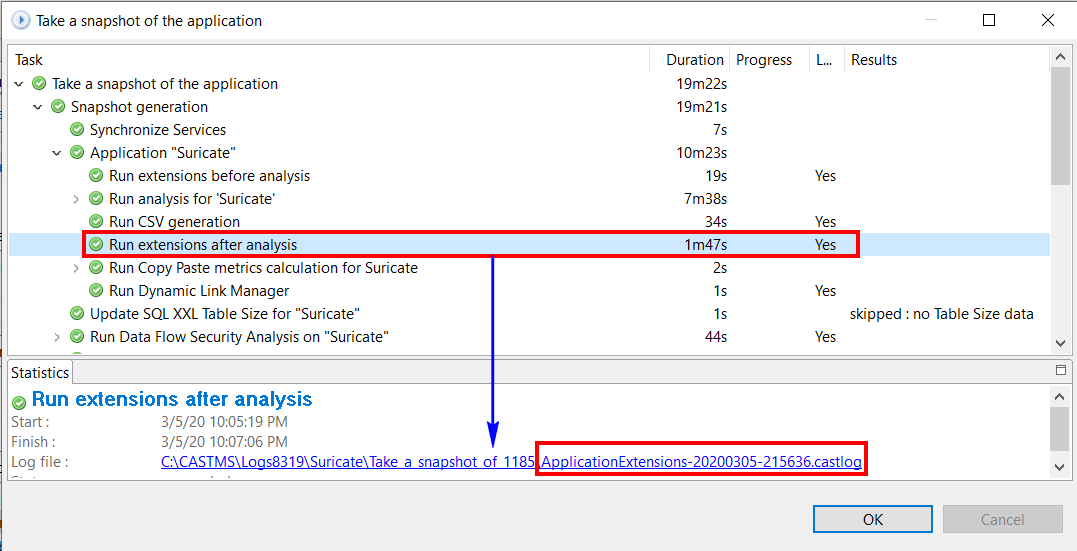 Take a snapshot of the application
Task Duration Progress L... Results
Take a snapshot of the application 19m22s
Snapshot generation 19m21s
Synchronize Services 7s
Application "Suricate" 10m23s
Run extensions before analysis 19s Yes
Run analysis for 'Suricate' 7m38s
Run CSV generation 34s Yes
Run extensions after analysis 1m47s Yes
Run Copy Paste metrics calculation for Suricate 2s
Run Dynamic Link Manager 1s Yes
Update SQL XXL Table Size for "Suricate" 1s skipped : no Table Size data
Run Data Flow Security Analysis on "Suricate" 44s Yes
Statistics
Run extensions after analysis
Start : 3/5/20 10:05:19 PM
Finish : 3/5/20 10:07:06 PM
Log file : C:\CASTMS\Logs8319\Suricate\Take a snapshot of 1185\ApplicationExtensions-20200305-215636.castlog
OK Cancel